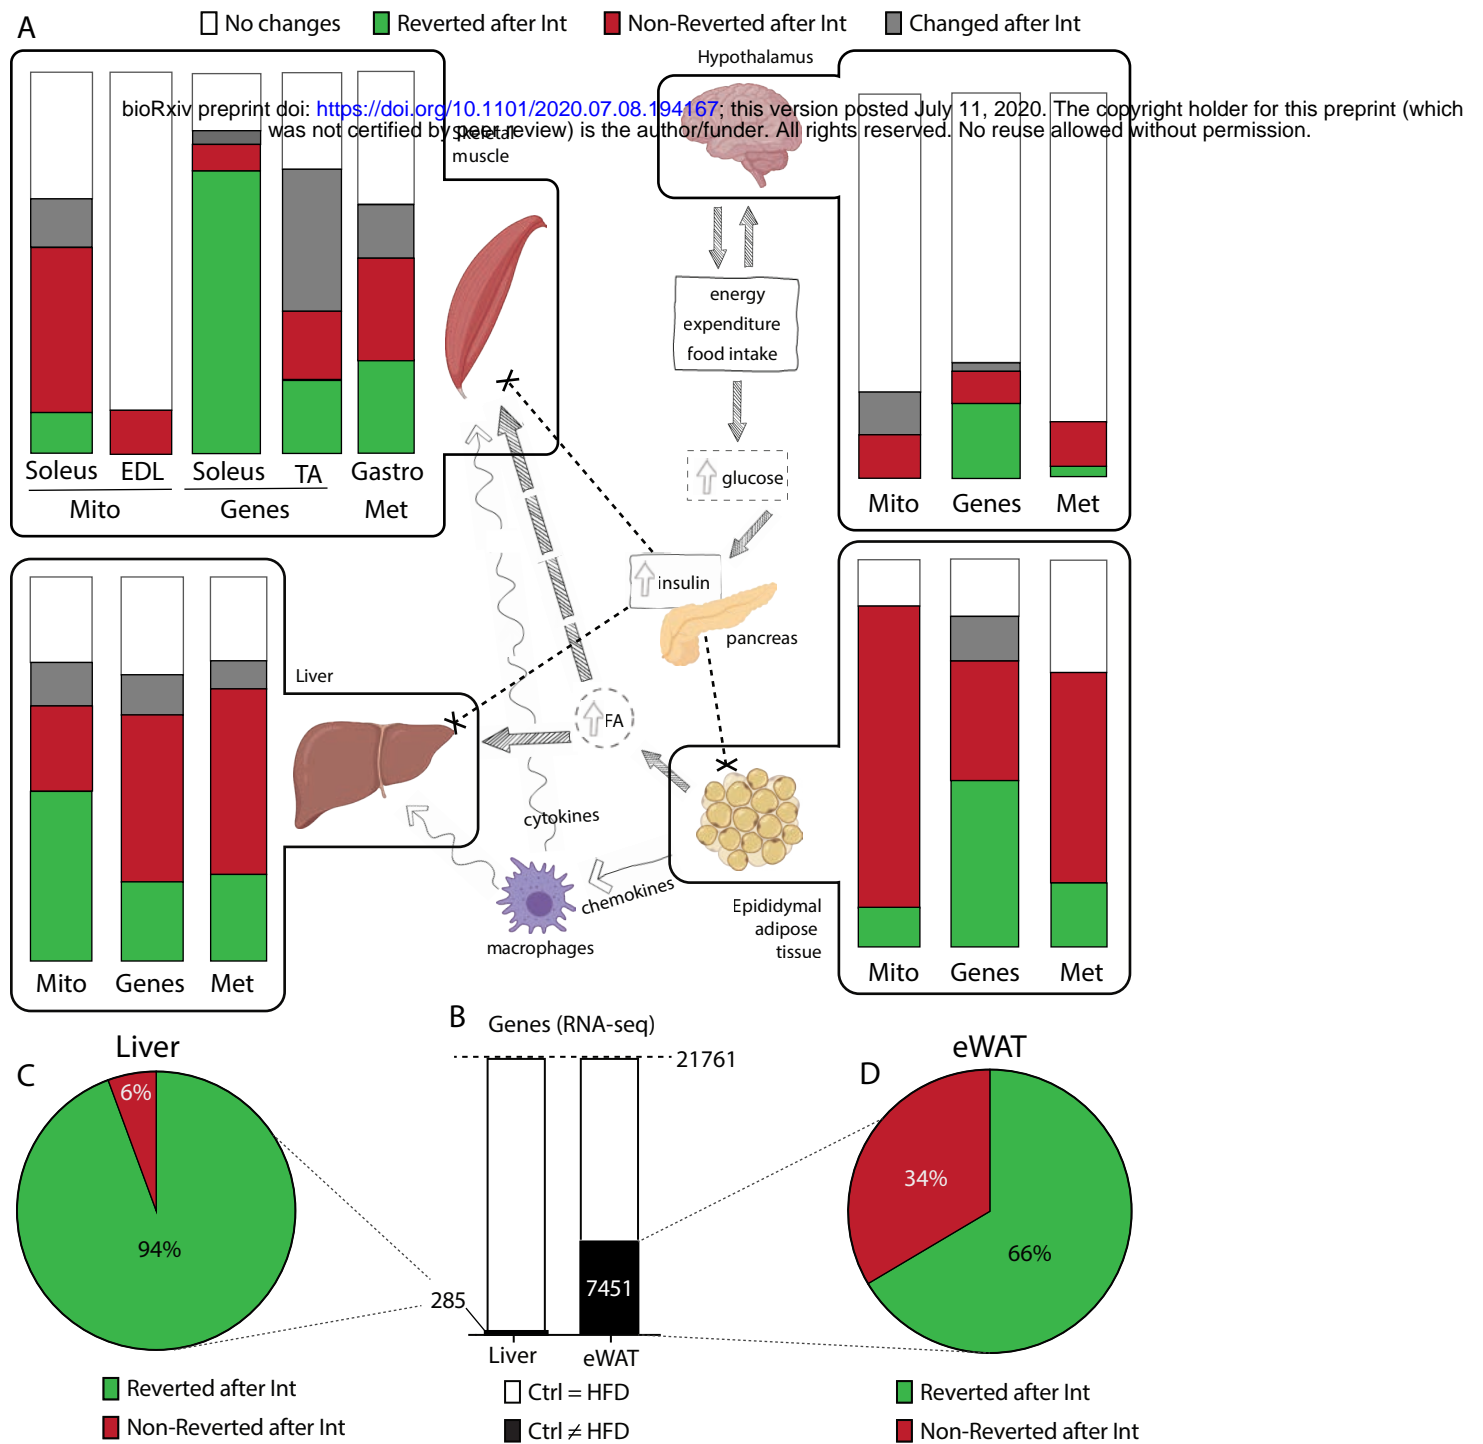 A
No changes
Reverted after Int
Non-Reverted after Int
Changed after Int
Hypothalamus
bioRxiv preprint doi: https://doi.org/10.1101/2020.07.08.194167; this version posted July 11, 2020. The copyright holder for this preprint (which
was not certified by peer review) is the author/funder. All rights reserved. No reuse allowed without permission.
Skeletal
muscle
energy
expenditure
food intake
glucose
Soleus
EDL
Soleus
TA
Gastro
Mito
Genes
Met
Mito
Genes
Met
insulin
pancreas
Liver
FA
cytokines
chemokines
macrophages
Epididymal
adipose
tissue
Mito
Genes
Met
Mito
Genes
Met
B
Genes (RNA-seq)
21761
7451
285
Liver
eWAT
Ctrl = HFD
Ctrl ≠ HFD
C
Liver
6%
94%
Reverted after Int
Non-Reverted after Int
D
eWAT
34%
66%
Reverted after Int
Non-Reverted after Int